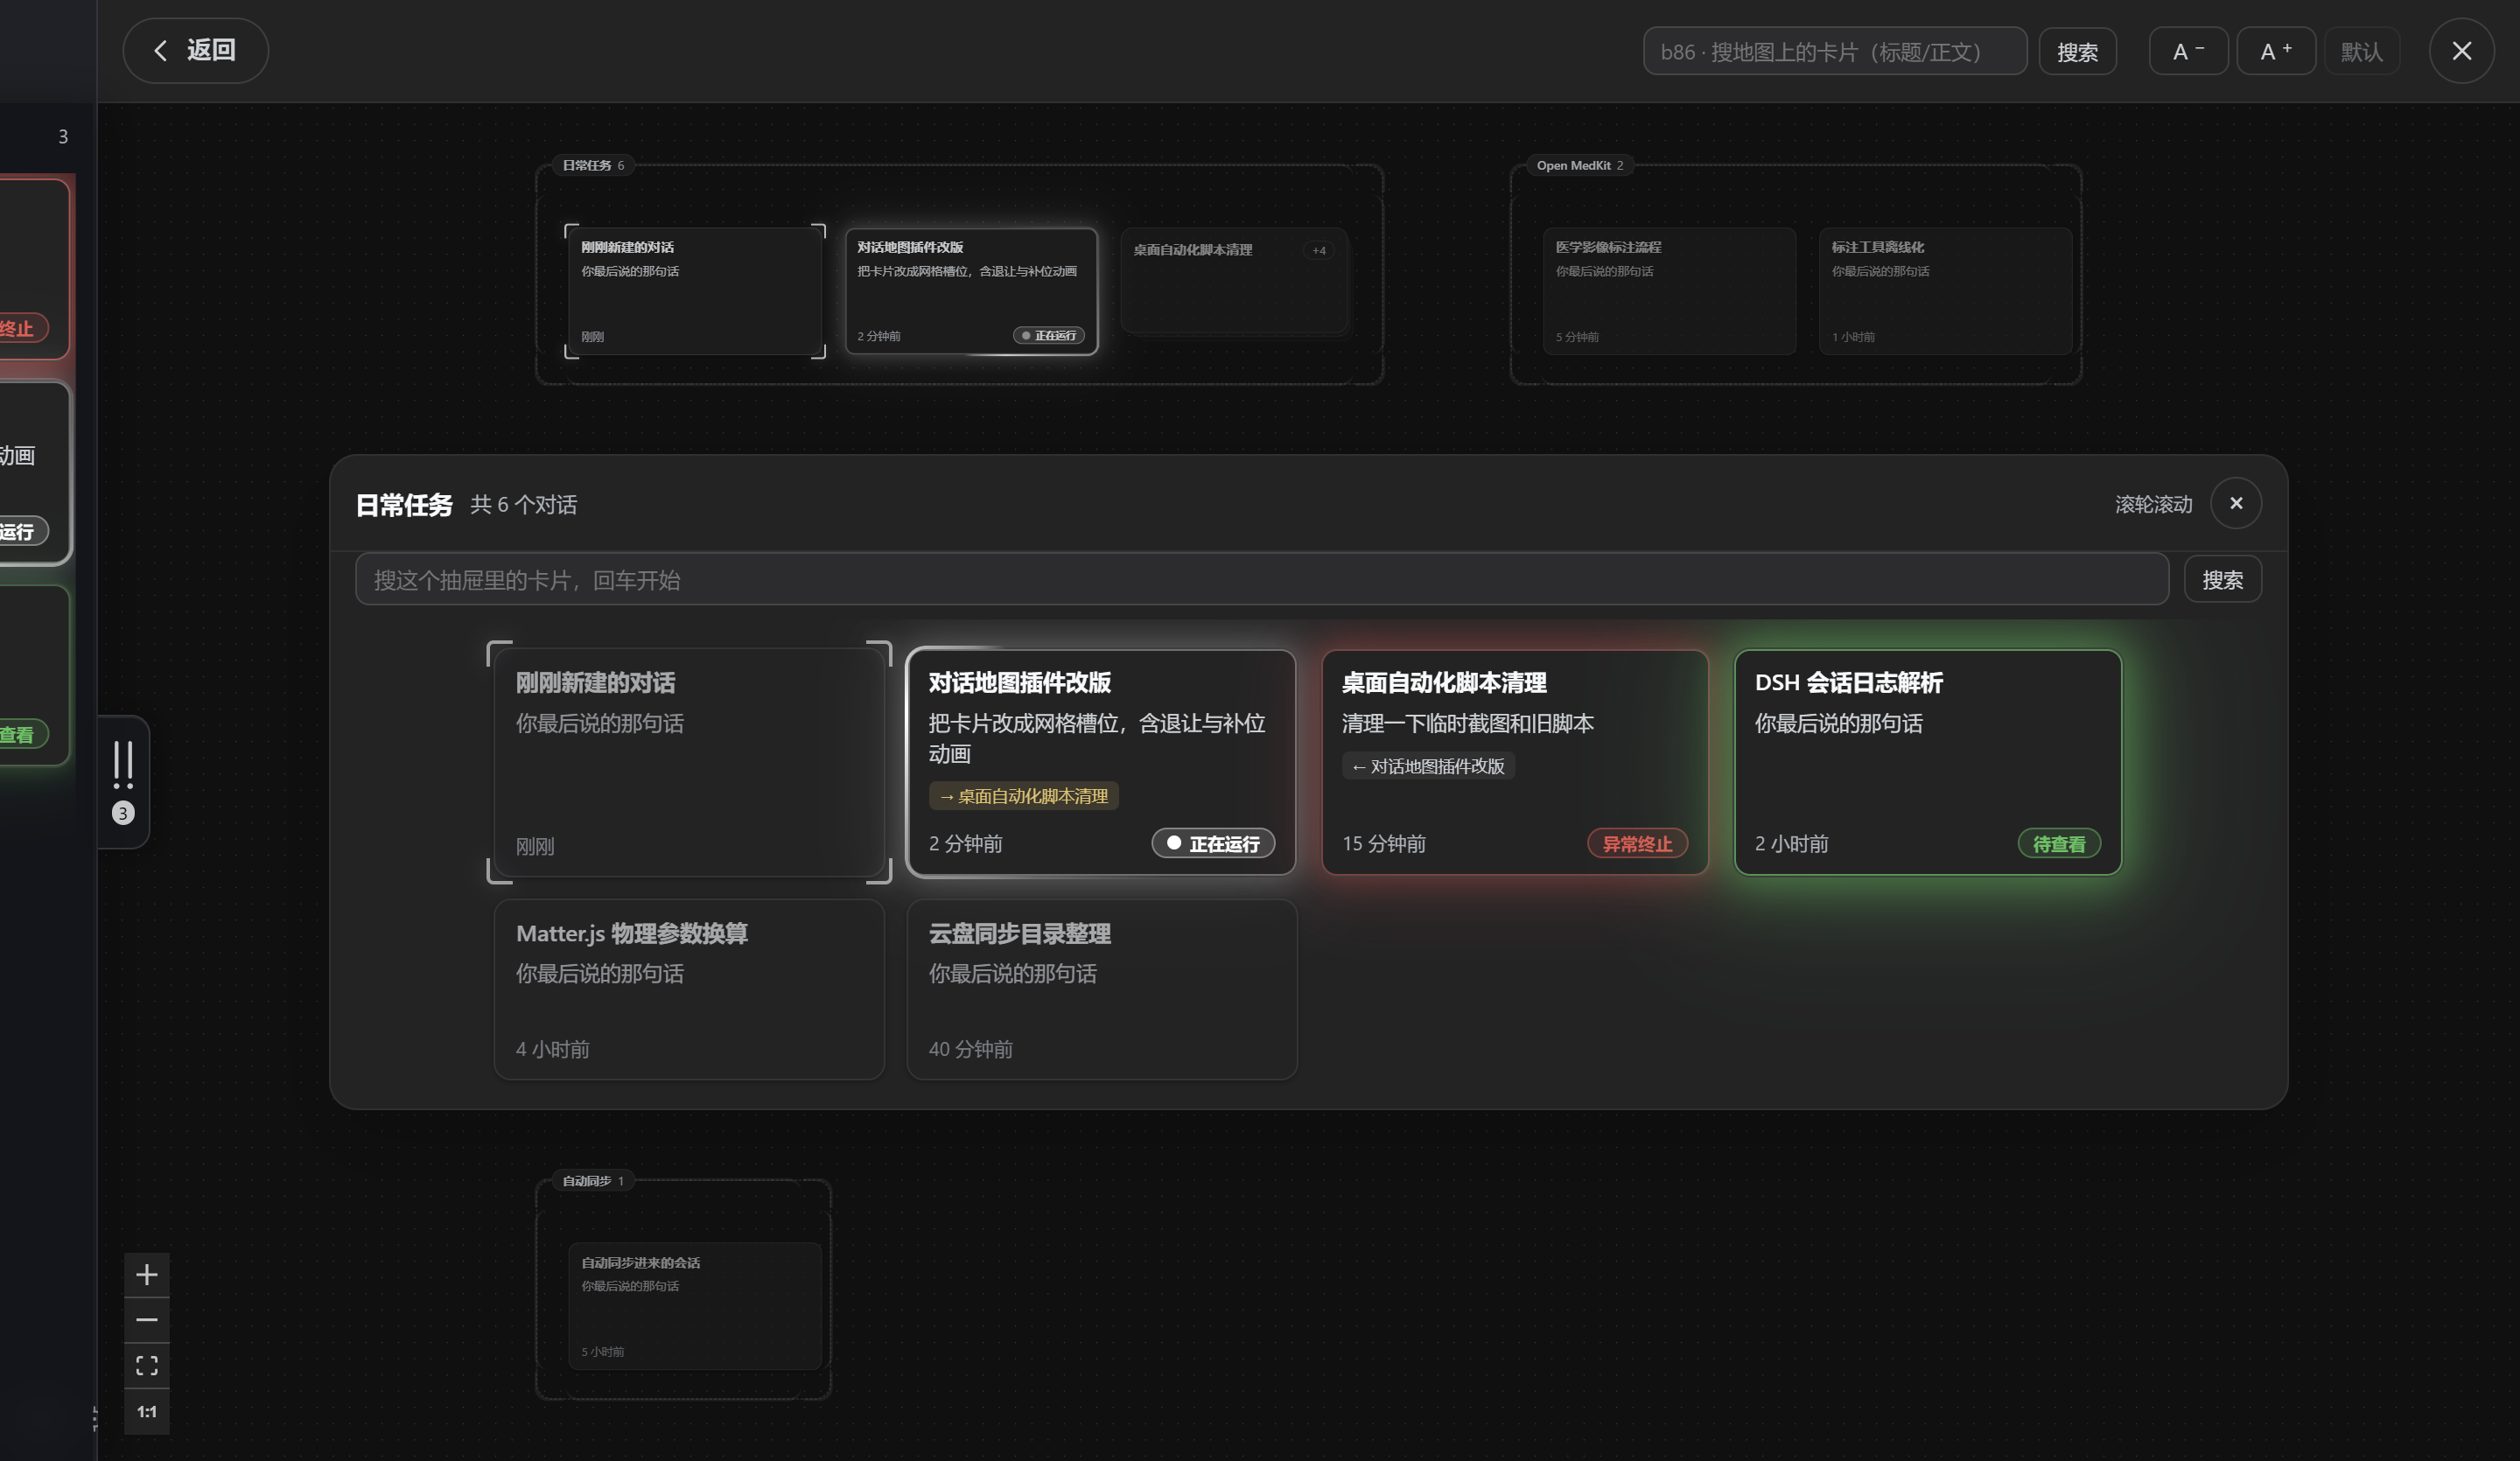 返回
b86 · 搜地图上的卡片（标题/正文）
搜索
A −
A +
默认
3
终止
动画
运行
查看
3
日常任务 6
刚刚新建的对话
你最后说的那句话
刚刚
对话地图插件改版
把卡片改成网格槽位，含退让与补位动画
2 分钟前
正在运行
桌面自动化脚本清理
+4
Open MedKit 2
医学影像标注流程
你最后说的那句话
5 分钟前
标注工具离线化
你最后说的那句话
1 小时前
日常任务 共 6 个对话
滚轮滚动
搜这个抽屉里的卡片，回车开始
搜索
刚刚新建的对话
你最后说的那句话
刚刚
对话地图插件改版
把卡片改成网格槽位，含退让与补位
动画
→ 桌面自动化脚本清理
2 分钟前
正在运行
桌面自动化脚本清理
清理一下临时截图和旧脚本
← 对话地图插件改版
15 分钟前
异常终止
DSH 会话日志解析
你最后说的那句话
2 小时前
待查看
Matter.js 物理参数换算
你最后说的那句话
4 小时前
云盘同步目录整理
你最后说的那句话
40 分钟前
自动同步 1
自动同步进来的会话
你最后说的那句话
5 小时前
1:1